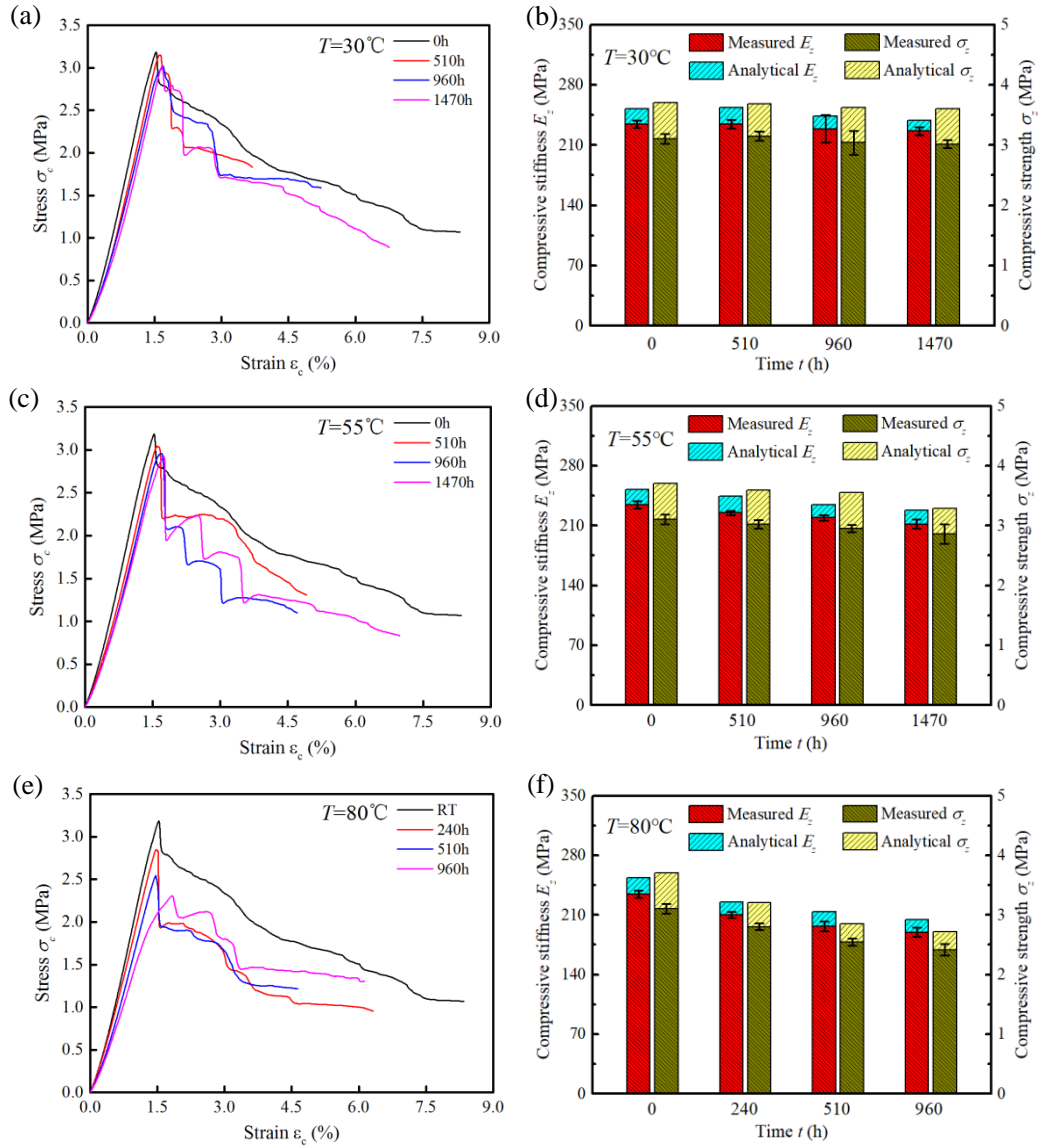 (a)
T=30℃
0h
510h
960h
1470h
3.5
3.0
2.5
2.0
1.5
1.0
0.5
0.0
Stress σc (MPa)
0.0 1.5 3.0 4.5 6.0 7.5 9.0
Strain εc (%)
(b)
T=30°C
Measured Ez Measured σz
Analytical Ez Analytical σz
350
280
210
140
70
0
Compressive stiffness Ez (MPa)
5
4
3
2
1
0
Compressive strength σz (MPa)
0 510 960 1470
Time t (h)
(c)
T=55℃
0h
510h
960h
1470h
3.5
3.0
2.5
2.0
1.5
1.0
0.5
0.0
Stress σc (MPa)
0.0 1.5 3.0 4.5 6.0 7.5 9.0
Strain εc (%)
(d)
T=55°C
Measured Ez Measured σz
Analytical Ez Analytical σz
350
280
210
140
70
0
Compressive stiffness Ez (MPa)
5
4
3
2
1
0
Compressive strength σz (MPa)
0 510 960 1470
Time t (h)
(e)
T=80℃
RT
240h
510h
960h
3.5
3.0
2.5
2.0
1.5
1.0
0.5
0.0
Stress σc (MPa)
0.0 1.5 3.0 4.5 6.0 7.5 9.0
Strain εc (%)
(f)
T=80°C
Measured Ez Measured σz
Analytical Ez Analytical σz
350
280
210
140
70
0
Compressive stiffness Ez (MPa)
5
4
3
2
1
0
Compressive strength σz (MPa)
0 240 510 960
Time t (h)